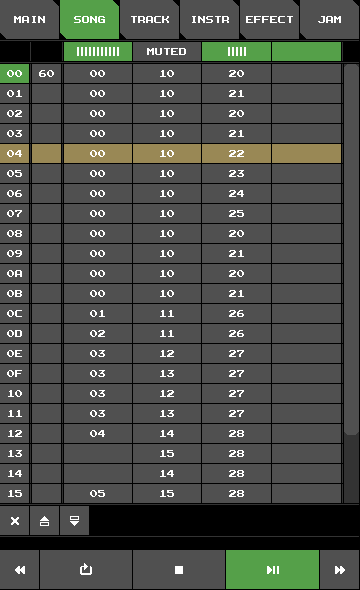 MAIN SONG TRACK INSTR EFFECT JAM
MUTED
00 60 00 10 20
01 00 10 21
02 00 10 20
03 00 10 21
04 00 10 22
05 00 10 23
06 00 10 24
07 00 10 25
08 00 10 20
09 00 10 21
0A 00 10 20
0B 00 10 21
0C 01 11 26
0D 02 11 26
0E 03 12 27
0F 03 13 27
10 03 12 27
11 03 13 27
12 04 14 28
13 15 28
14 14 28
15 05 15 28